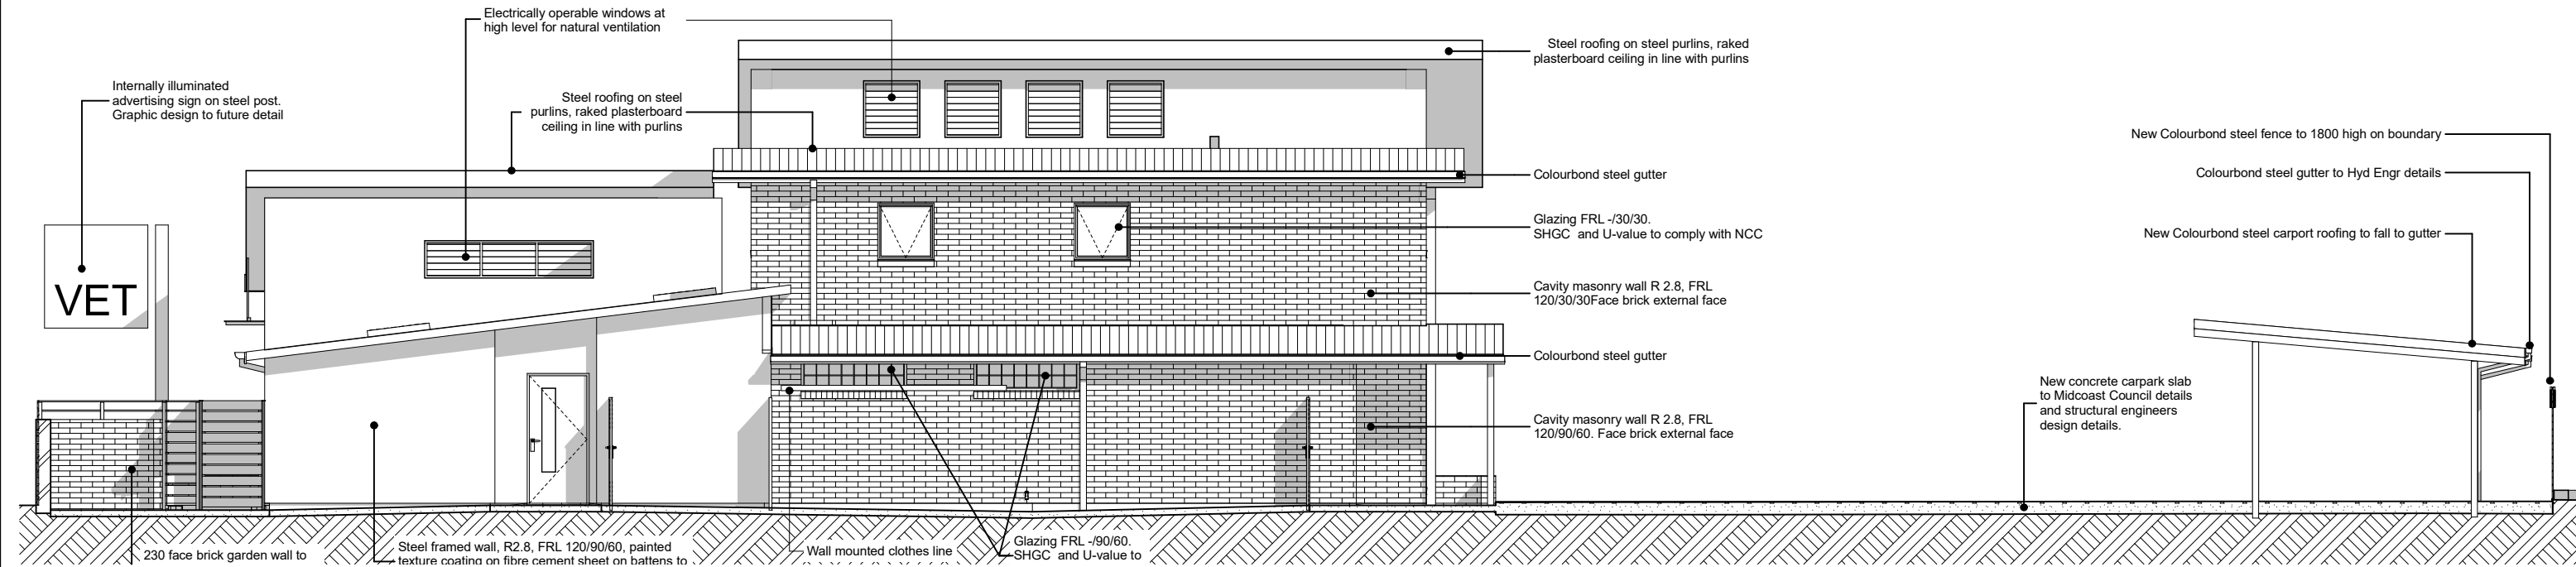 Electrically operable windows at
high level for natural ventilation
Internally illuminated
advertising sign on steel post.
Graphic design to future detail
Steel roofing on steel
purlins, raked plasterboard
ceiling in line with purlins
VET
Steel roofing on steel purlins, raked
plasterboard ceiling in line with purlins
Colourbond steel gutter
Glazing FRL -/30/30.
SHGC and U-value to comply with NCC
Cavity masonry wall R 2.8, FRL
120/30/30Face brick external face
Colourbond steel gutter
Cavity masonry wall R 2.8, FRL
120/90/60. Face brick external face
New Colourbond steel fence to 1800 high on boundary
Colourbond steel gutter to Hyd Engr details
New Colourbond steel carport roofing to fall to gutter
New concrete carpark slab
to Midcoast Council details
and structural engineers
design details.
230 face brick garden wall to
Steel framed wall, R2.8, FRL 120/90/60, painted
texture coating on fibre cement sheet on battens to
Wall mounted clothes line
Glazing FRL -/90/60.
SHGC and U-value to